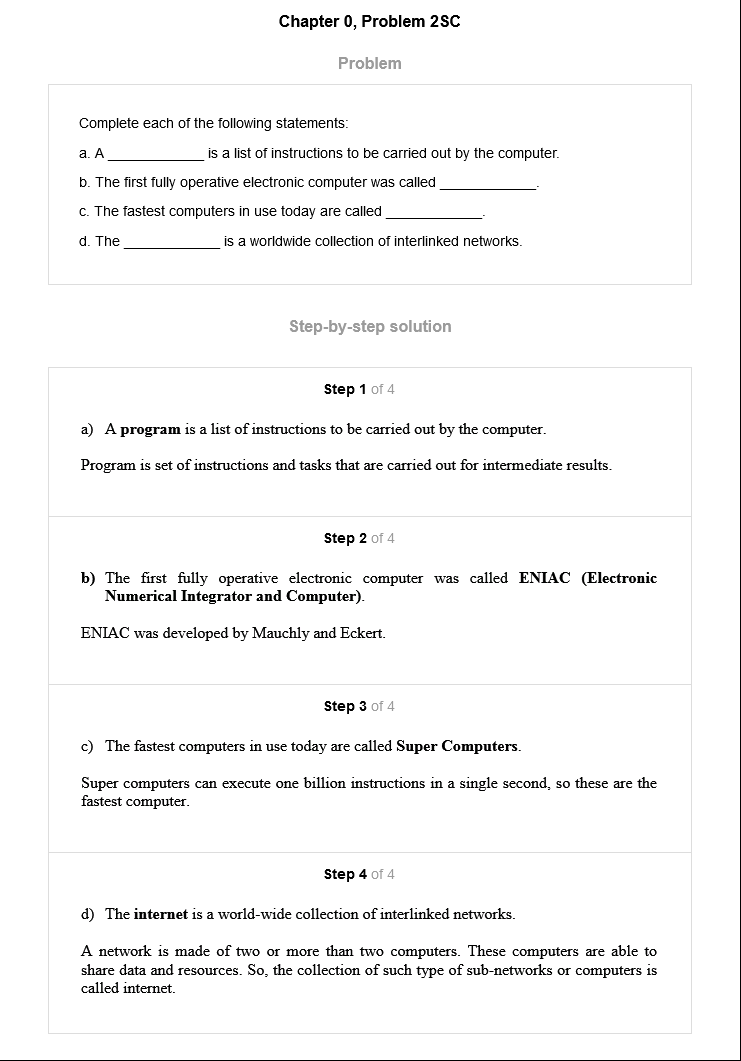 Chapter 0, Problem 2SC
Problem
Complete each of the following statements:
a. A ____________ is a list of instructions to be carried out by the computer.
b. The first fully operative electronic computer was called ____________.
c. The fastest computers in use today are called ____________.
d. The ____________ is a worldwide collection of interlinked networks.
Step-by-step solution
Step 1 of 4
a) A program is a list of instructions to be carried out by the computer.
Program is set of instructions and tasks that are carried out for intermediate results.
Step 2 of 4
b) The first fully operative electronic computer was called ENIAC (Electronic
Numerical Integrator and Computer).
ENIAC was developed by Mauchly and Eckert.
Step 3 of 4
c) The fastest computers in use today are called Super Computers.
Super computers can execute one billion instructions in a single second, so these are the
fastest computer.
Step 4 of 4
d) The internet is a world-wide collection of interlinked networks.
A network is made of two or more than two computers. These computers are able to
share data and resources. So, the collection of such type of sub-networks or computers is
called internet.